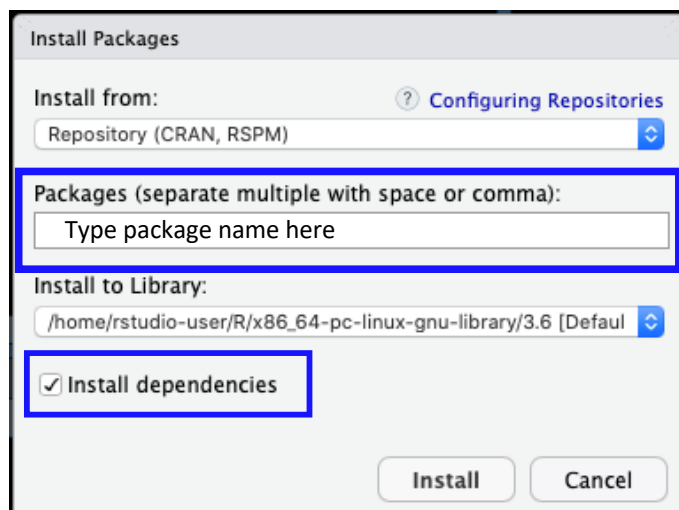 Install Packages
Install from:
? Configuring Repositories
Repository (CRAN, RSPM)
Packages (separate multiple with space or comma):
Type package name here
Install to Library:
/home/rstudio-user/R/x86_64-pc-linux-gnu-library/3.6 [Defaul
Install dependencies
Install
Cancel